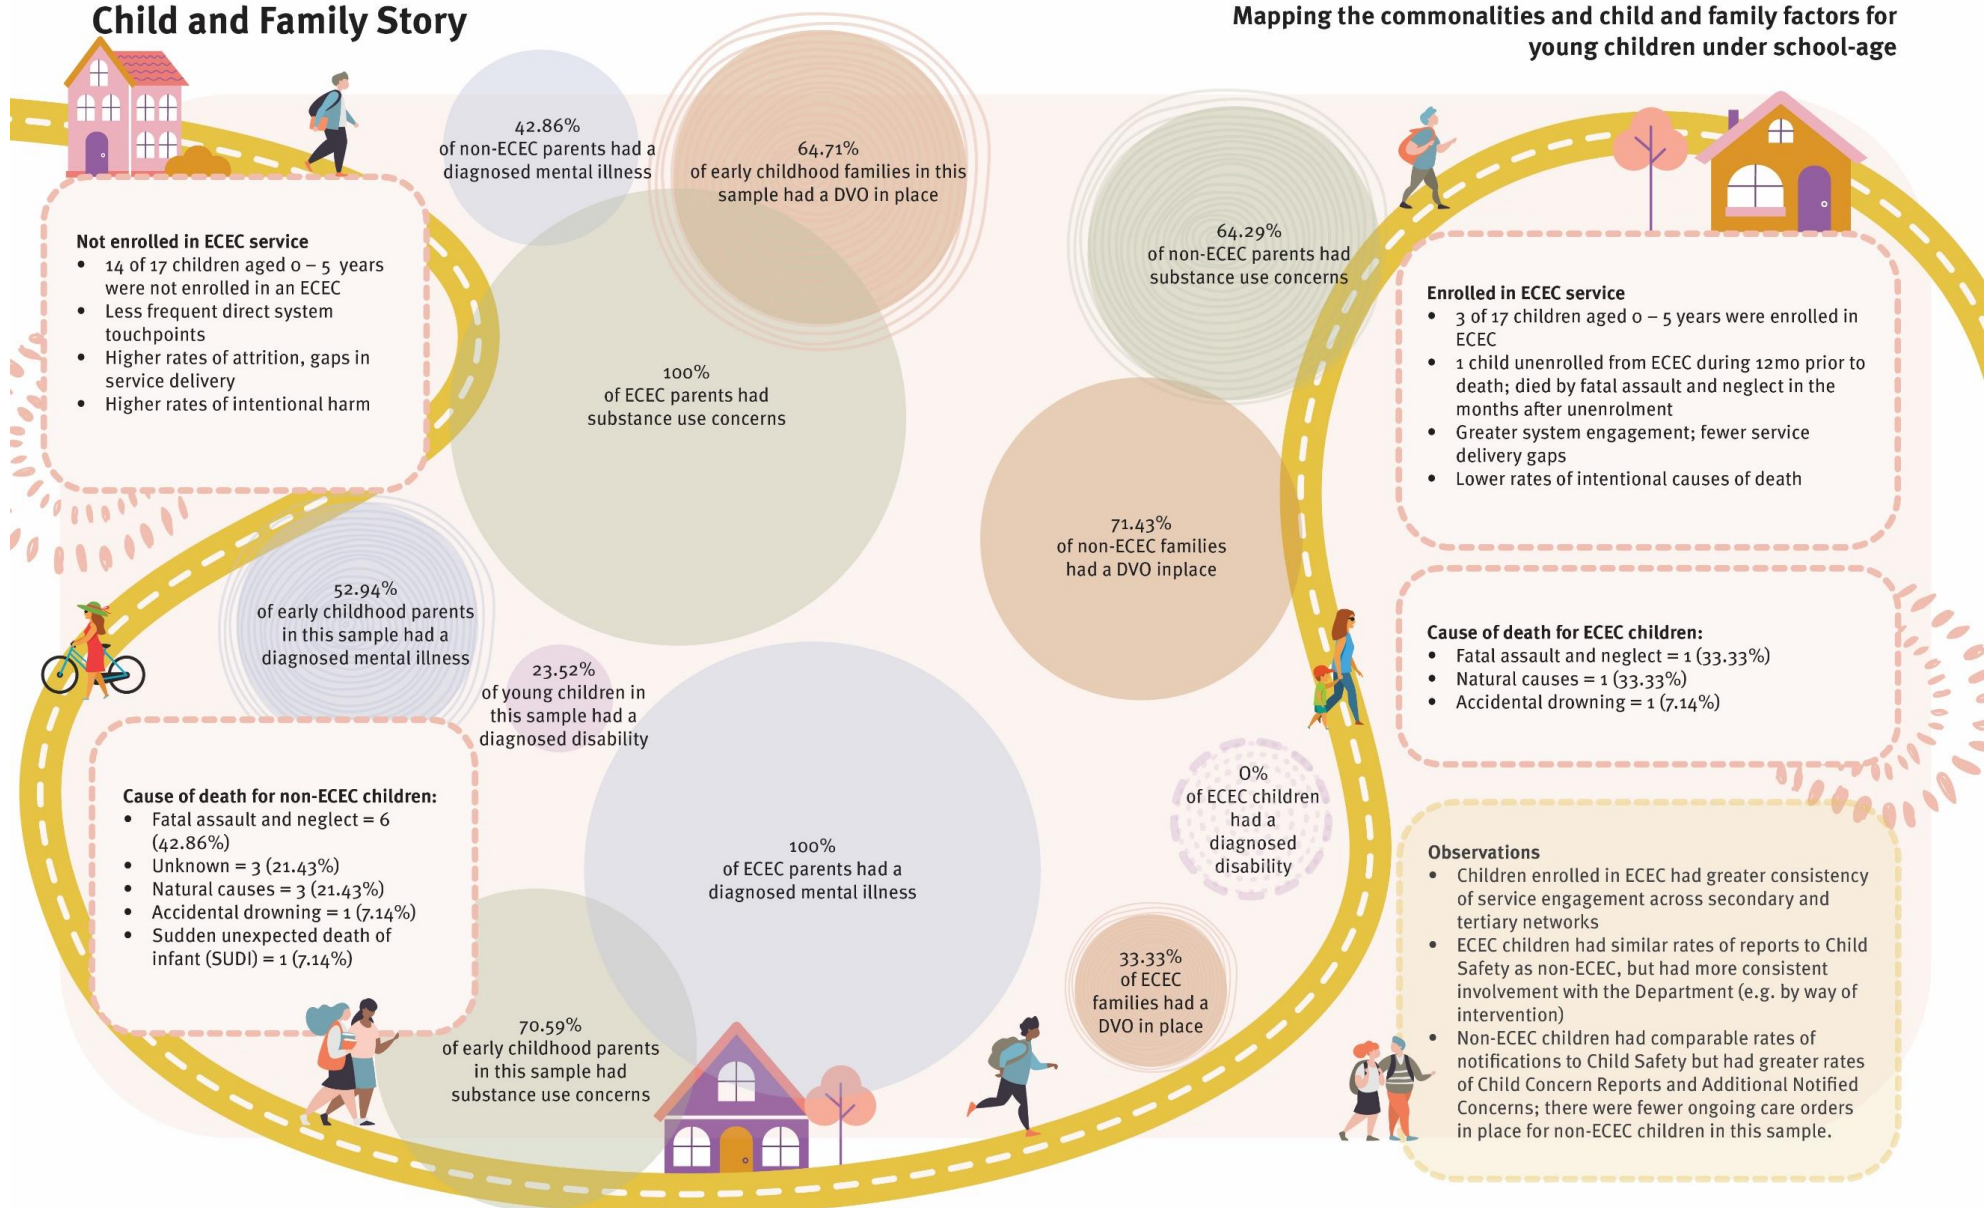 Child and Family Story
Mapping the commonalities and child and family factors for
young children under school-age
42.86%
of non-ECEC parents had a
diagnosed mental illness
64.71%
of early childhood families in this
sample had a DVO in place
64.29%
of non-ECEC parents had
substance use concerns
Not enrolled in ECEC service
• 14 of 17 children aged 0 – 5 years
were not enrolled in an ECEC
• Less frequent direct system
touchpoints
• Higher rates of attrition, gaps in
service delivery
• Higher rates of intentional harm
100%
of ECEC parents had
substance use concerns
Enrolled in ECEC service
• 3 of 17 children aged 0 – 5 years were enrolled in
ECEC
• 1 child unenrolled from ECEC during 12mo prior to
death; died by fatal assault and neglect in the
months after unenrolment
• Greater system engagement; fewer service
delivery gaps
• Lower rates of intentional causes of death
71.43%
of non-ECEC families
had a DVO inplace
52.94%
of early childhood parents
in this sample had a
diagnosed mental illness
23.52%
of young children in
this sample had a
diagnosed disability
Cause of death for ECEC children:
• Fatal assault and neglect = 1 (33.33%)
• Natural causes = 1 (33.33%)
• Accidental drowning = 1 (7.14%)
Cause of death for non-ECEC children:
• Fatal assault and neglect = 6
(42.86%)
• Unknown = 3 (21.43%)
• Natural causes = 3 (21.43%)
• Accidental drowning = 1 (7.14%)
• Sudden unexpected death of
infant (SUDI) = 1 (7.14%)
100%
of ECEC parents had a
diagnosed mental illness
0%
of ECEC children
had a
diagnosed
disability
33.33%
of ECEC
families had a
DVO in place
70.59%
of early childhood parents
in this sample had
substance use concerns
Observations
• Children enrolled in ECEC had greater consistency
of service engagement across secondary and
tertiary networks
• ECEC children had similar rates of reports to Child
Safety as non-ECEC, but had more consistent
involvement with the Department (e.g. by way of
intervention)
• Non-ECEC children had comparable rates of
notifications to Child Safety but had greater rates
of Child Concern Reports and Additional Notified
Concerns; there were fewer ongoing care orders
in place for non-ECEC children in this sample.